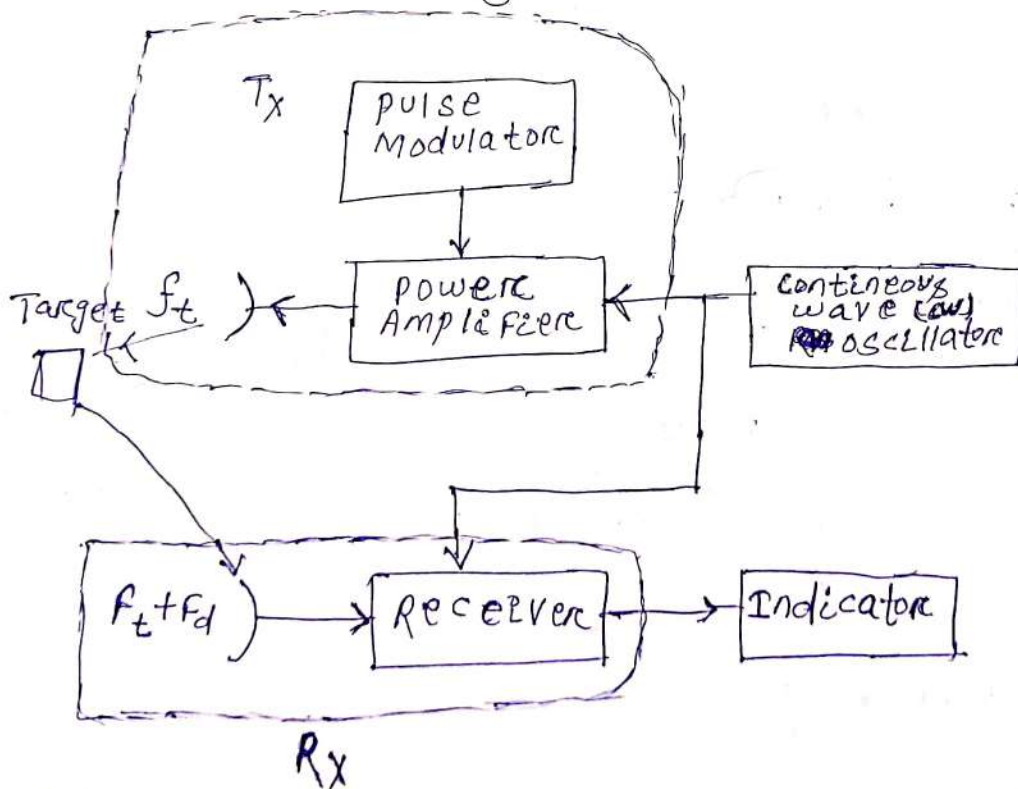 Tx
pulse
Modulator
Target
ft
power
Amplifier
contineous
wave (cw)
oscillator
ft+fd
Receiver
Indicator
Rx